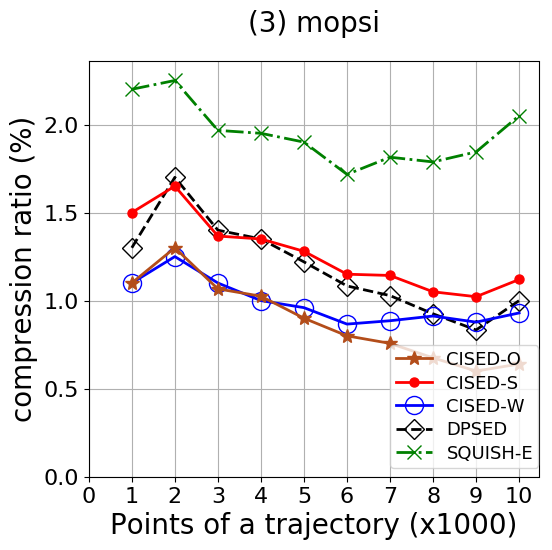 (3) mopsi
compression ratio (%)
2.0
1.5
1.0
0.5
0.0
0 1 2 3 4 5 6 7 8 9 10
Points of a trajectory (x1000)
CISED-O
CISED-S
CISED-W
DPSED
SQUISH-E